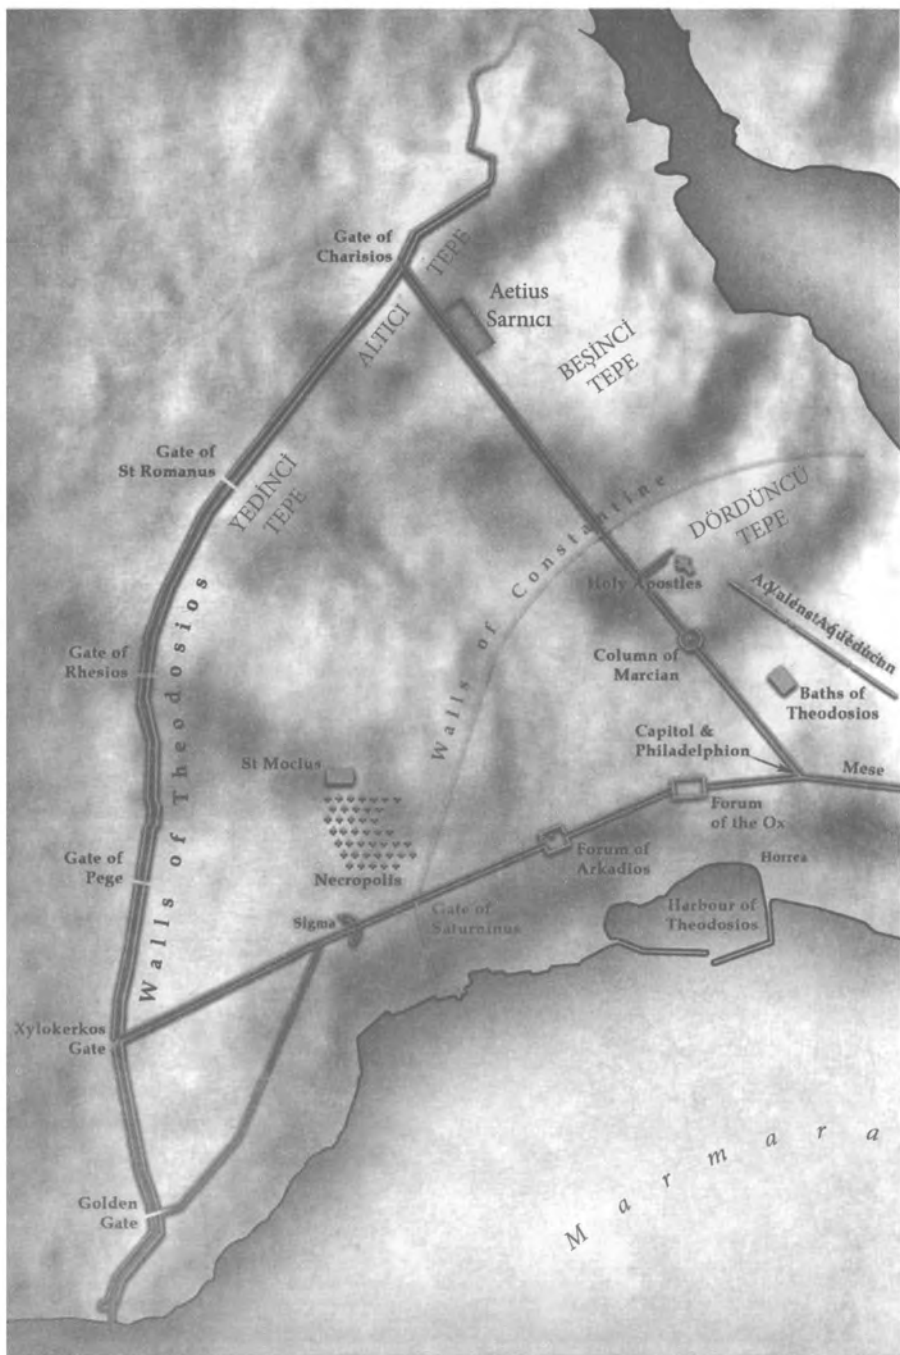 Gate of
Charisios
ALTICI TEPE
Aetius
Sarnıcı
BEŞİNCİ
TEPE
Gate of
St Romanus
YEDİNCİ
TEPE
DÖRDÜNCÜ
TEPE
Walls of Constantine
Holy Apostles
Gate of
Rhesios
Column of
Marcian
Baths of
Theodosios
Walls of Theodosios
Capitol &
Philadelphion
St Mocius
Mese
Forum
of the Ox
Forum of
Arkadios
Horrea
Gate of
Pege
Necropolis
Harbour of
Theodosios
Sigma
Gate of
Saturninus
Xylokerkos
Gate
Marmara
Golden
Gate